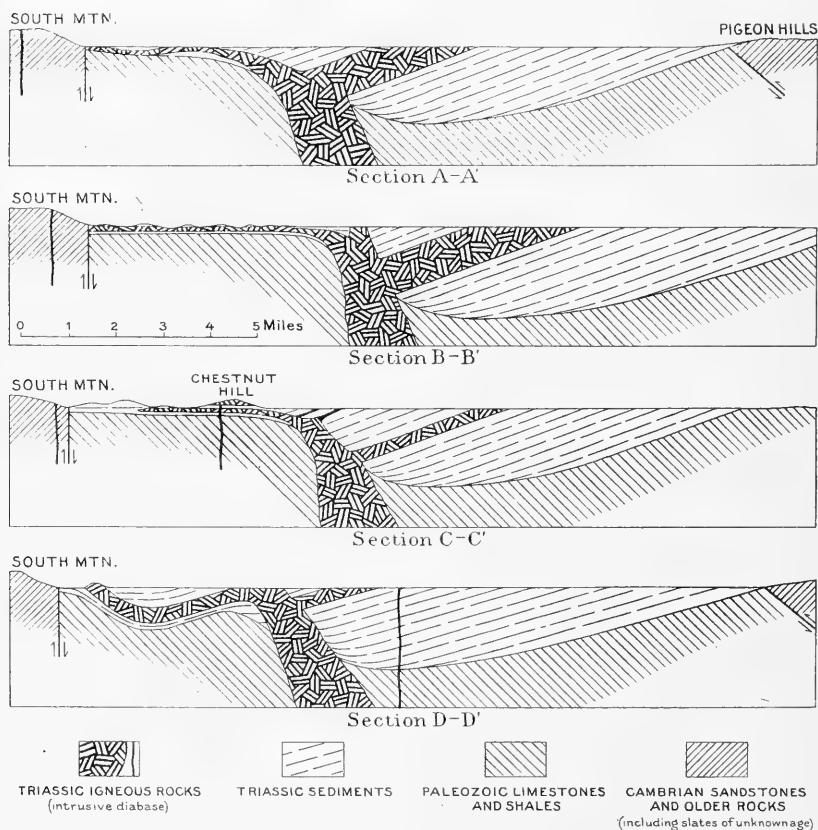 SOUTH MTN.
PIGEON HILLS
Section A-A'
SOUTH MTN.
0 1 2 3 4 5 Miles
Section B-B'
SOUTH MTN.
CHESTNUT
HILL
Section C-C'
SOUTH MTN.
Section D-D'
TRIASSIC IGNEOUS ROCKS
(intrusive diabase)
TRIASSIC SEDIMENTS
PALEOZOIC LIMESTONES
AND SHALES
CAMBRIAN SANDSTONES
AND OLDER ROCKS
(including slates of unknown age)